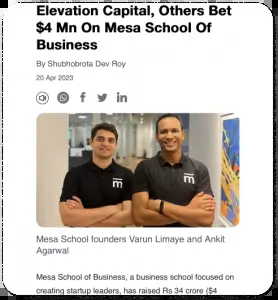 Elevation Capital, Others Bet
$4 Mn On Mesa School Of
Business
By Shubhobrota Dev Roy
20 Apr 2023
f
in
m
m
Mesa School founders Varun Limaye and Ankit
Agarwal
Mesa School of Business, a business school focused on
creating startup leaders, has raised Rs 34 crore ($4